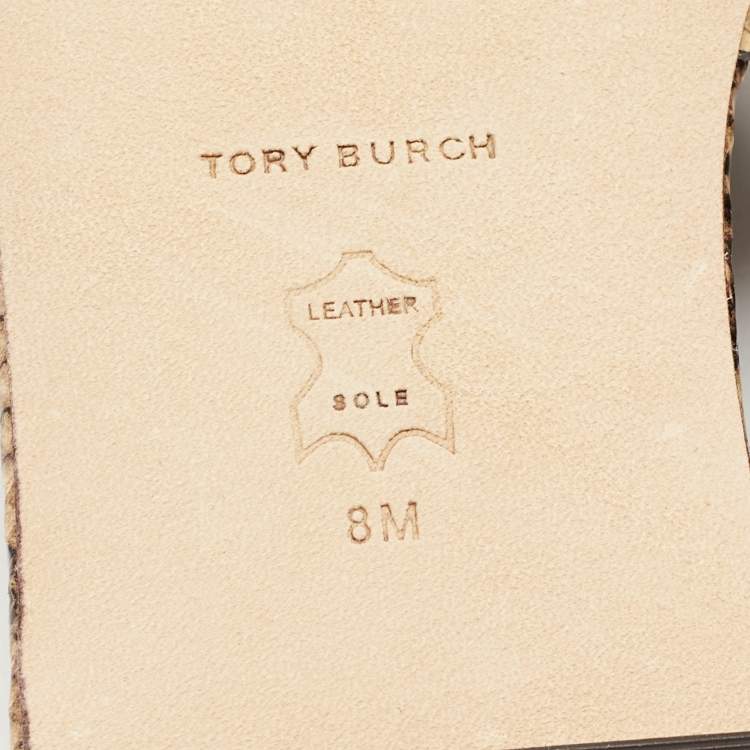 TORY BURCH
LEATHER
SOLE
8M